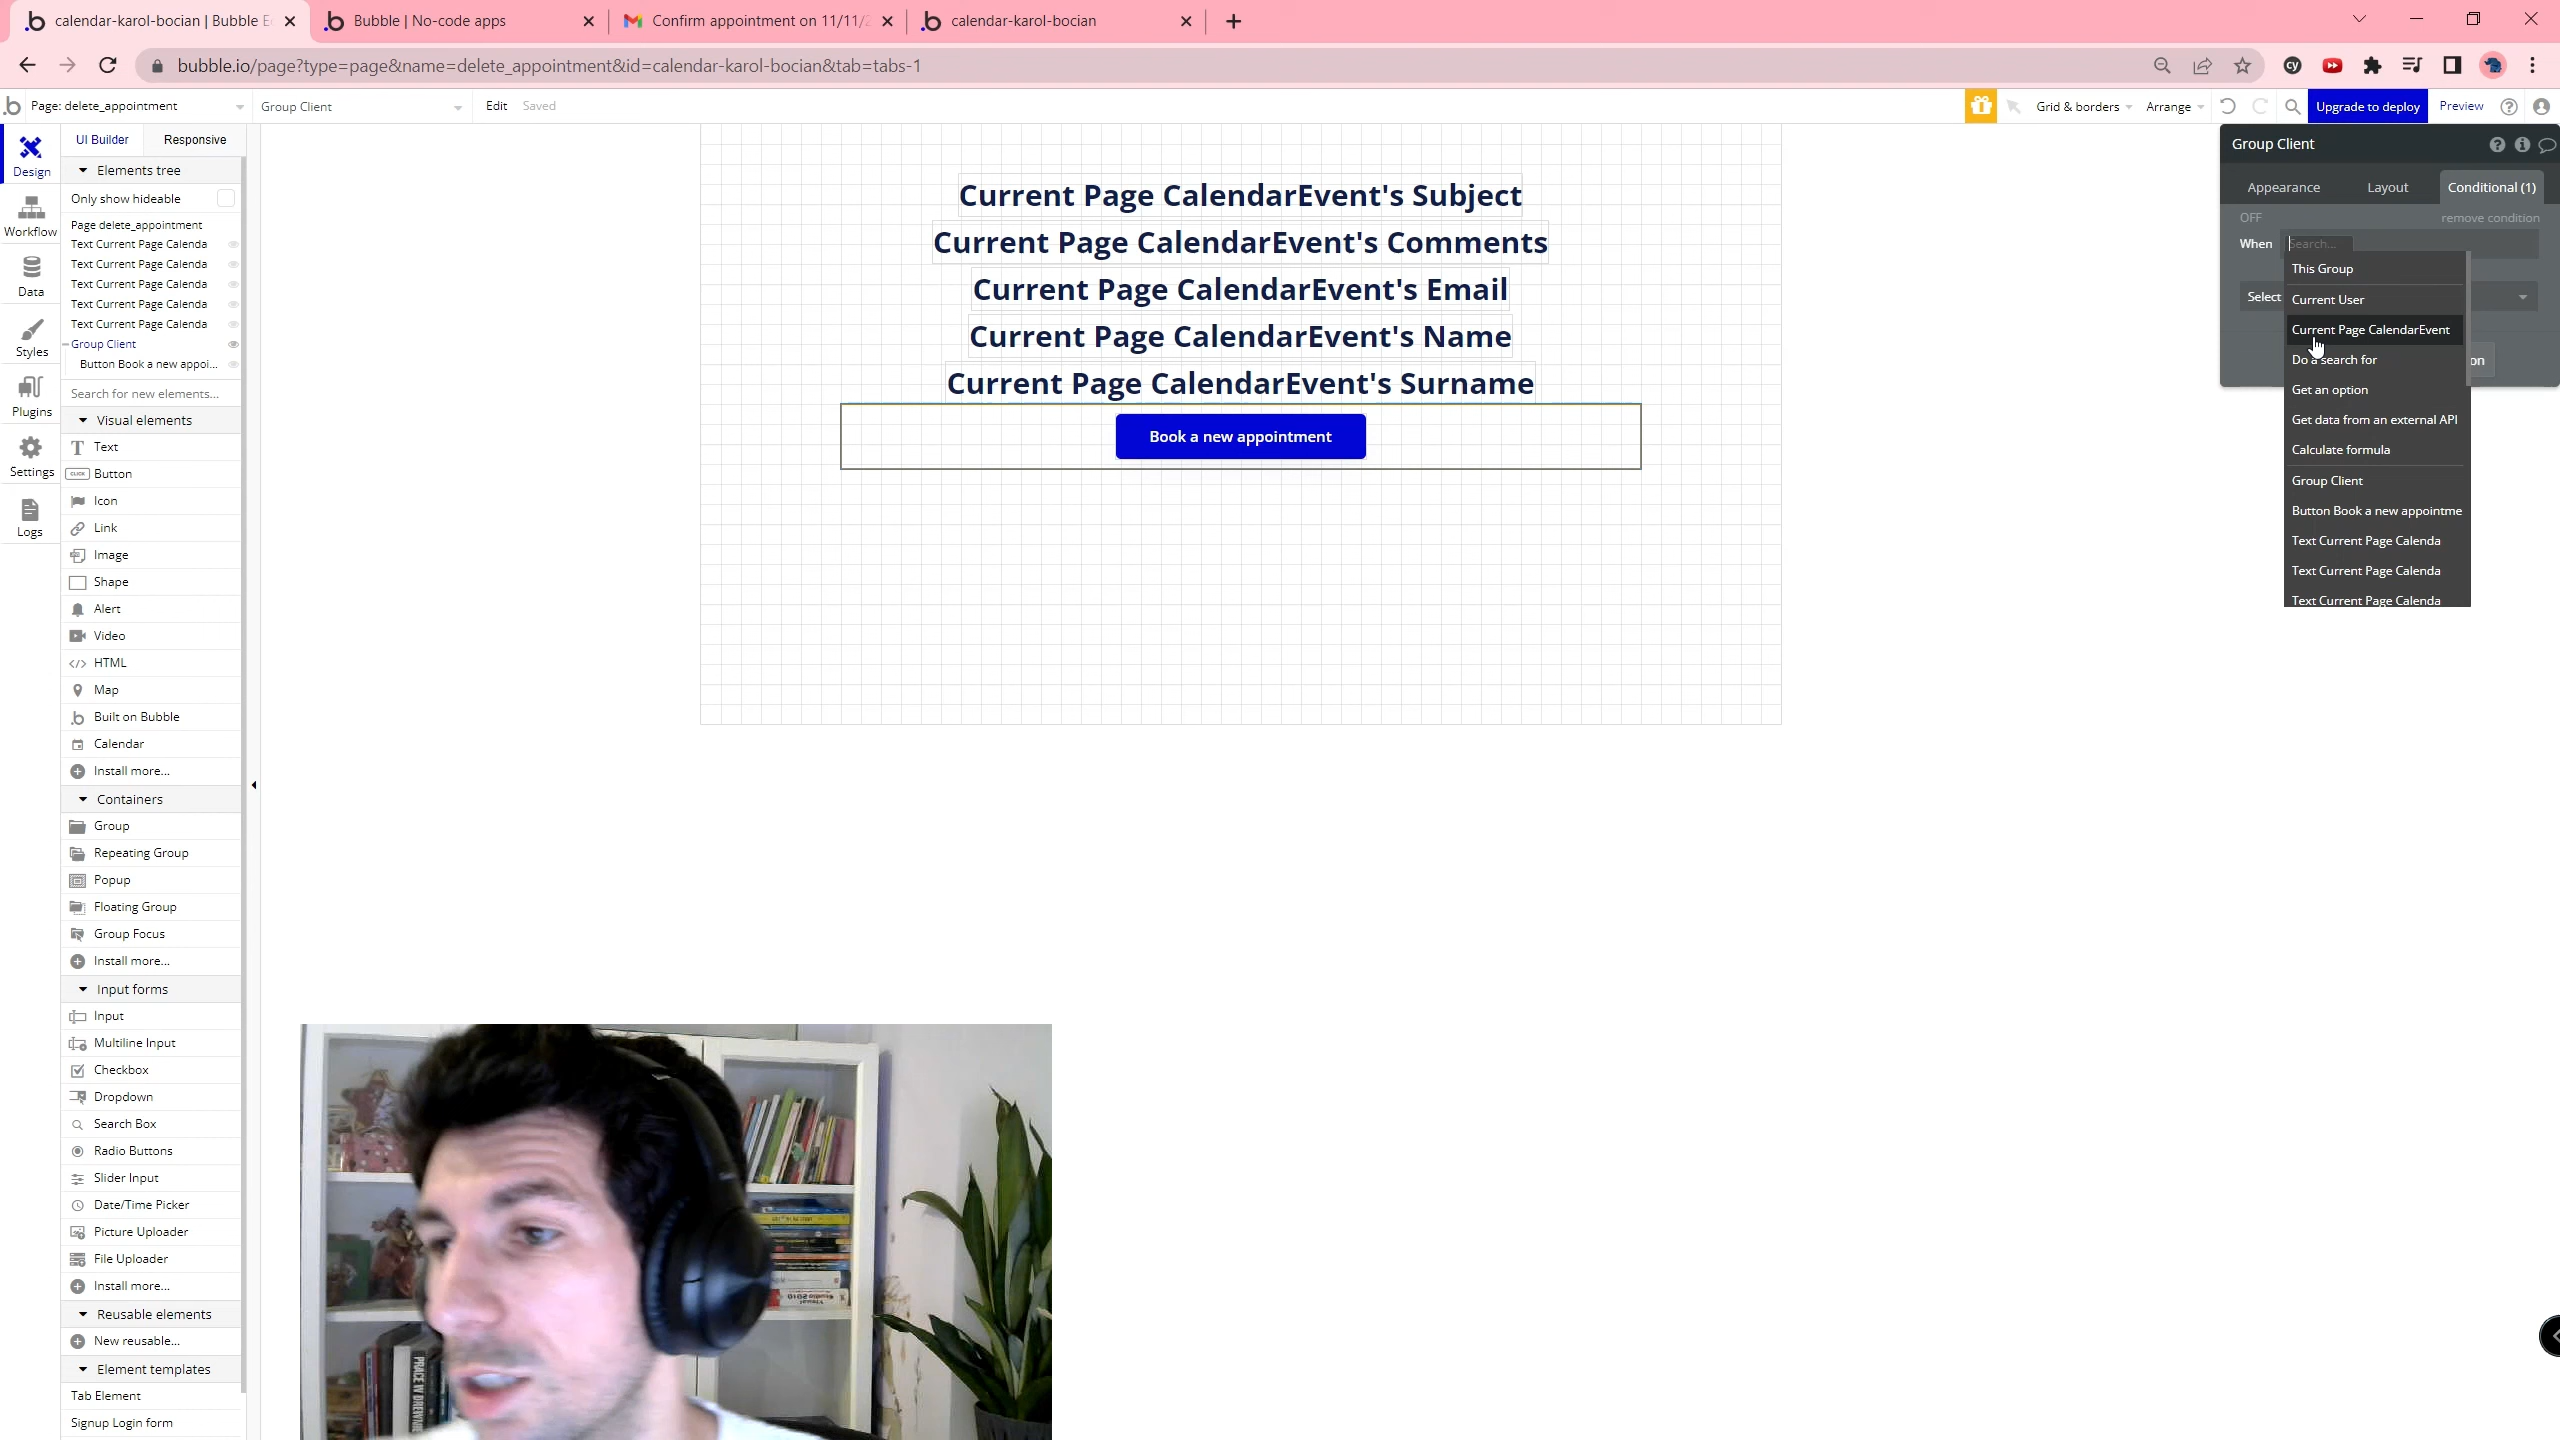 calendar-karol-bocian | Bubble E
Bubble | No-code apps
Confirm appointment on 11/11/2
calendar-karol-bocian
bubble.io/page?type=page&name=delete_appointment&id=calendar-karol-bocian&tab=tabs-1
Page: delete_appointment
Group Client
Edit
Saved
Grid & borders
Arrange
Upgrade to deploy
Preview
Design
Workflow
Data
Styles
Plugins
Settings
Logs
UI Builder
Responsive
Elements tree
Only show hideable
Page delete_appointment
Text Current Page Calenda
Text Current Page Calenda
Text Current Page Calenda
Text Current Page Calenda
Text Current Page Calenda
Group Client
Button Book a new appoi...
Search for new elements...
Visual elements
Text
Button
Icon
Link
Image
Shape
Alert
Video
HTML
Map
Built on Bubble
Calendar
Install more...
Containers
Group
Repeating Group
Popup
Floating Group
Group Focus
Install more...
Input forms
Input
Multiline Input
Checkbox
Dropdown
Search Box
Radio Buttons
Slider Input
Date/Time Picker
Picture Uploader
File Uploader
Install more...
Reusable elements
New reusable...
Element templates
Tab Element
Signup Login form
Current Page CalendarEvent's Subject
Current Page CalendarEvent's Comments
Current Page CalendarEvent's Email
Current Page CalendarEvent's Name
Current Page CalendarEvent's Surname
Book a new appointment
Group Client
Appearance
Layout
Conditional (1)
OFF
remove condition
When
Search...
Select
on
This Group
Current User
Current Page CalendarEvent
Do a search for
Get an option
Get data from an external API
Calculate formula
Group Client
Button Book a new appointme
Text Current Page Calenda
Text Current Page Calenda
Text Current Page Calenda